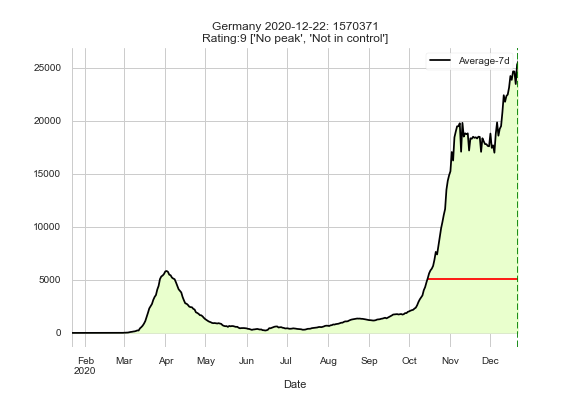 Germany 2020-12-22: 1570371
Rating:9 ['No peak', 'Not in control']
Average-7d
25000
20000
15000
10000
5000
0
Feb Mar Apr May Jun Jul Aug Sep Oct Nov Dec
2020
Date